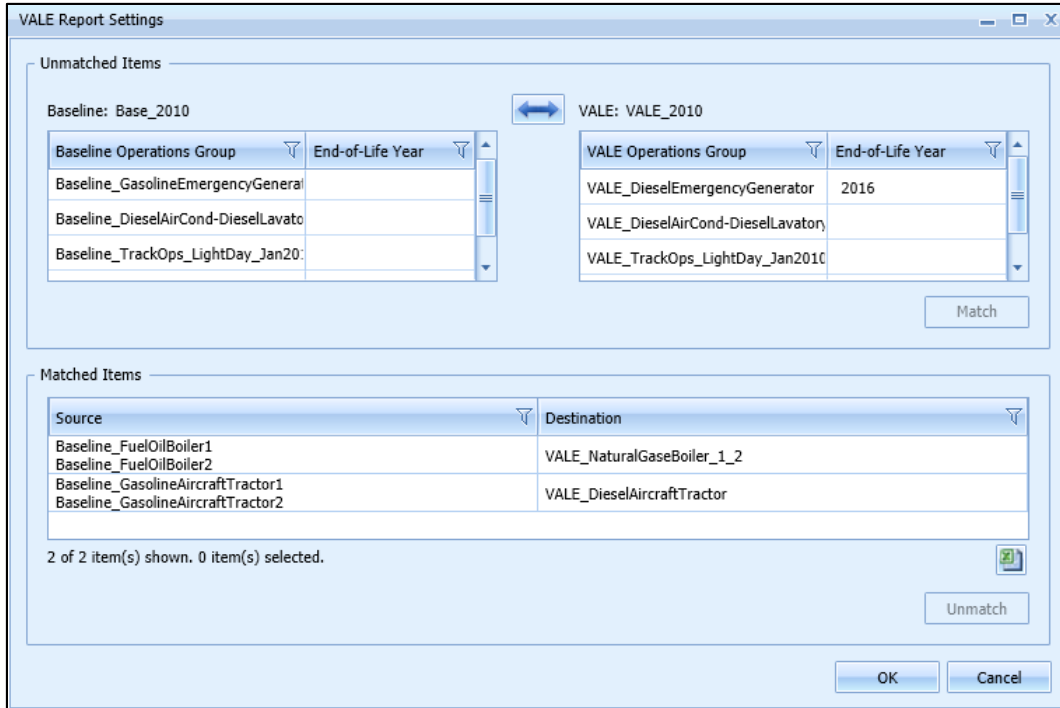 VALE Report Settings
Unmatched Items
Baseline: Base_2010
VALE: VALE_2010
Baseline Operations Group End-of-Life Year
VALE Operations Group End-of-Life Year
Baseline_GasolineEmergencyGenerat
VALE_DieselEmergencyGenerator 2016
Baseline_DieselAirCond-DieselLavato
VALE_DieselAirCond-DieselLavatory
Baseline_TrackOps_LightDay_Jan20
VALE_TrackOps_LightDay_Jan2010
Match
Matched Items
Source Destination
Baseline_FuelOilBoiler1
Baseline_FuelOilBoiler2
VALE_NaturalGaseBoiler_1_2
Baseline_GasolineAircraftTractor1
Baseline_GasolineAircraftTractor2
VALE_DieselAircraftTractor
2 of 2 item(s) shown. 0 item(s) selected.
Unmatch
OK Cancel